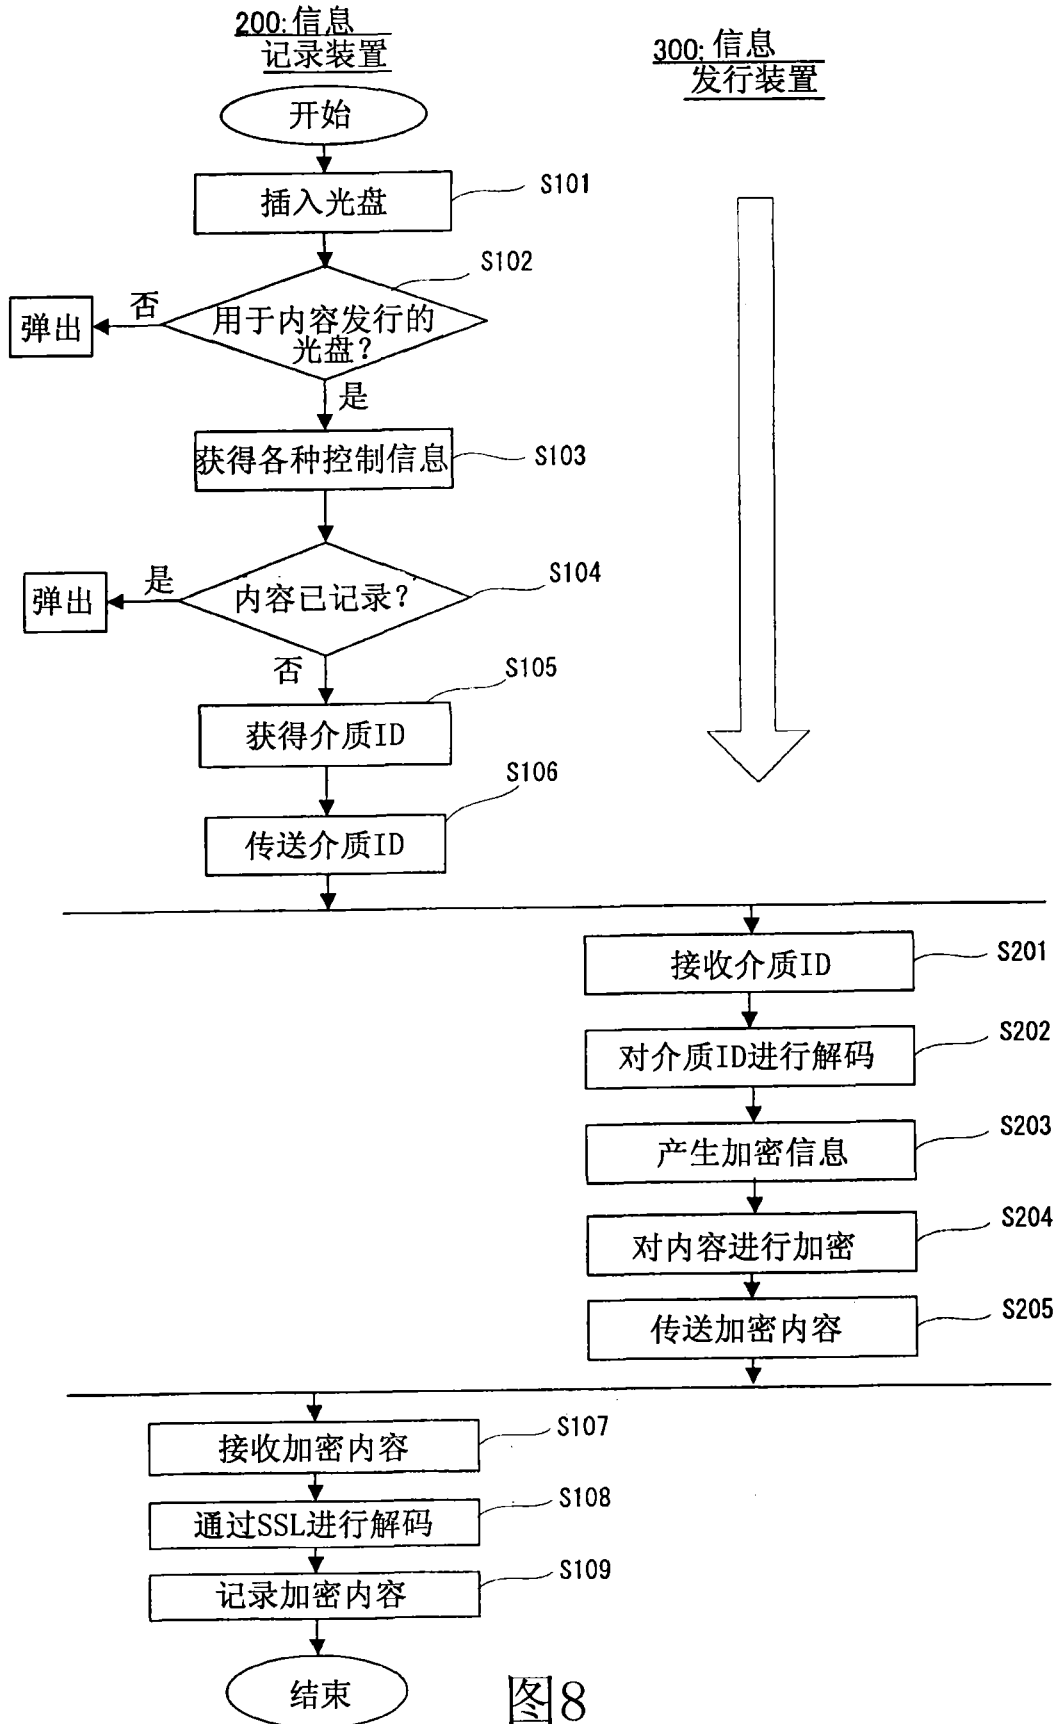 200:信息
记录装置
300:信息
发行装置
开始
插入光盘
S101
S102
用于内容发行的
光盘?
否
弹出
是
获得各种控制信息
S103
内容已记录?
S104
是
弹出
否
S105
获得介质ID
S106
传送介质ID
接收介质ID
S201
对介质ID进行解码
S202
产生加密信息
S203
对内容进行加密
S204
传送加密内容
S205
接收加密内容
S107
通过SSL进行解码
S108
记录加密内容
S109
结束
图8